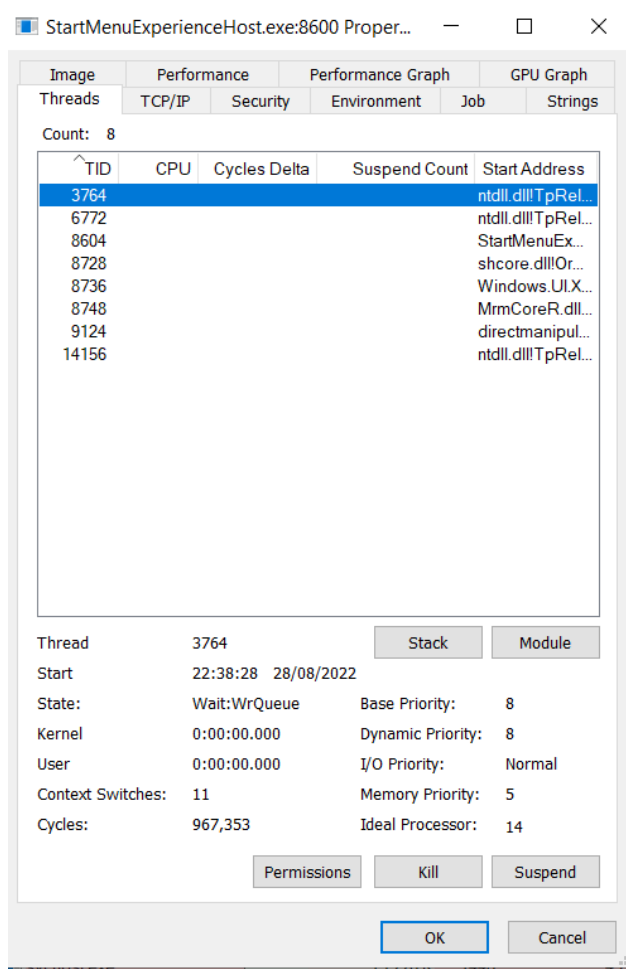 StartMenuExperienceHost.exe:8600 Proper...
Image Performance Performance Graph GPU Graph
Threads TCP/IP Security Environment Job Strings
Count: 8
TID CPU Cycles Delta Suspend Count Start Address
3764 ntdll.dll!TpRel...
6772 ntdll.dll!TpRel...
8604 StartMenuEx...
8728 shcore.dll!Or...
8736 Windows.UI.X...
8748 MrmCoreR.dll...
9124 directmanipul...
14156 ntdll.dll!TpRel...
Thread 3764 Stack Module
Start 22:38:28 28/08/2022
State: Wait:WrQueue Base Priority: 8
Kernel 0:00:00.000 Dynamic Priority: 8
User 0:00:00.000 I/O Priority: Normal
Context Switches: 11 Memory Priority: 5
Cycles: 967,353 Ideal Processor: 14
Permissions Kill Suspend
OK Cancel